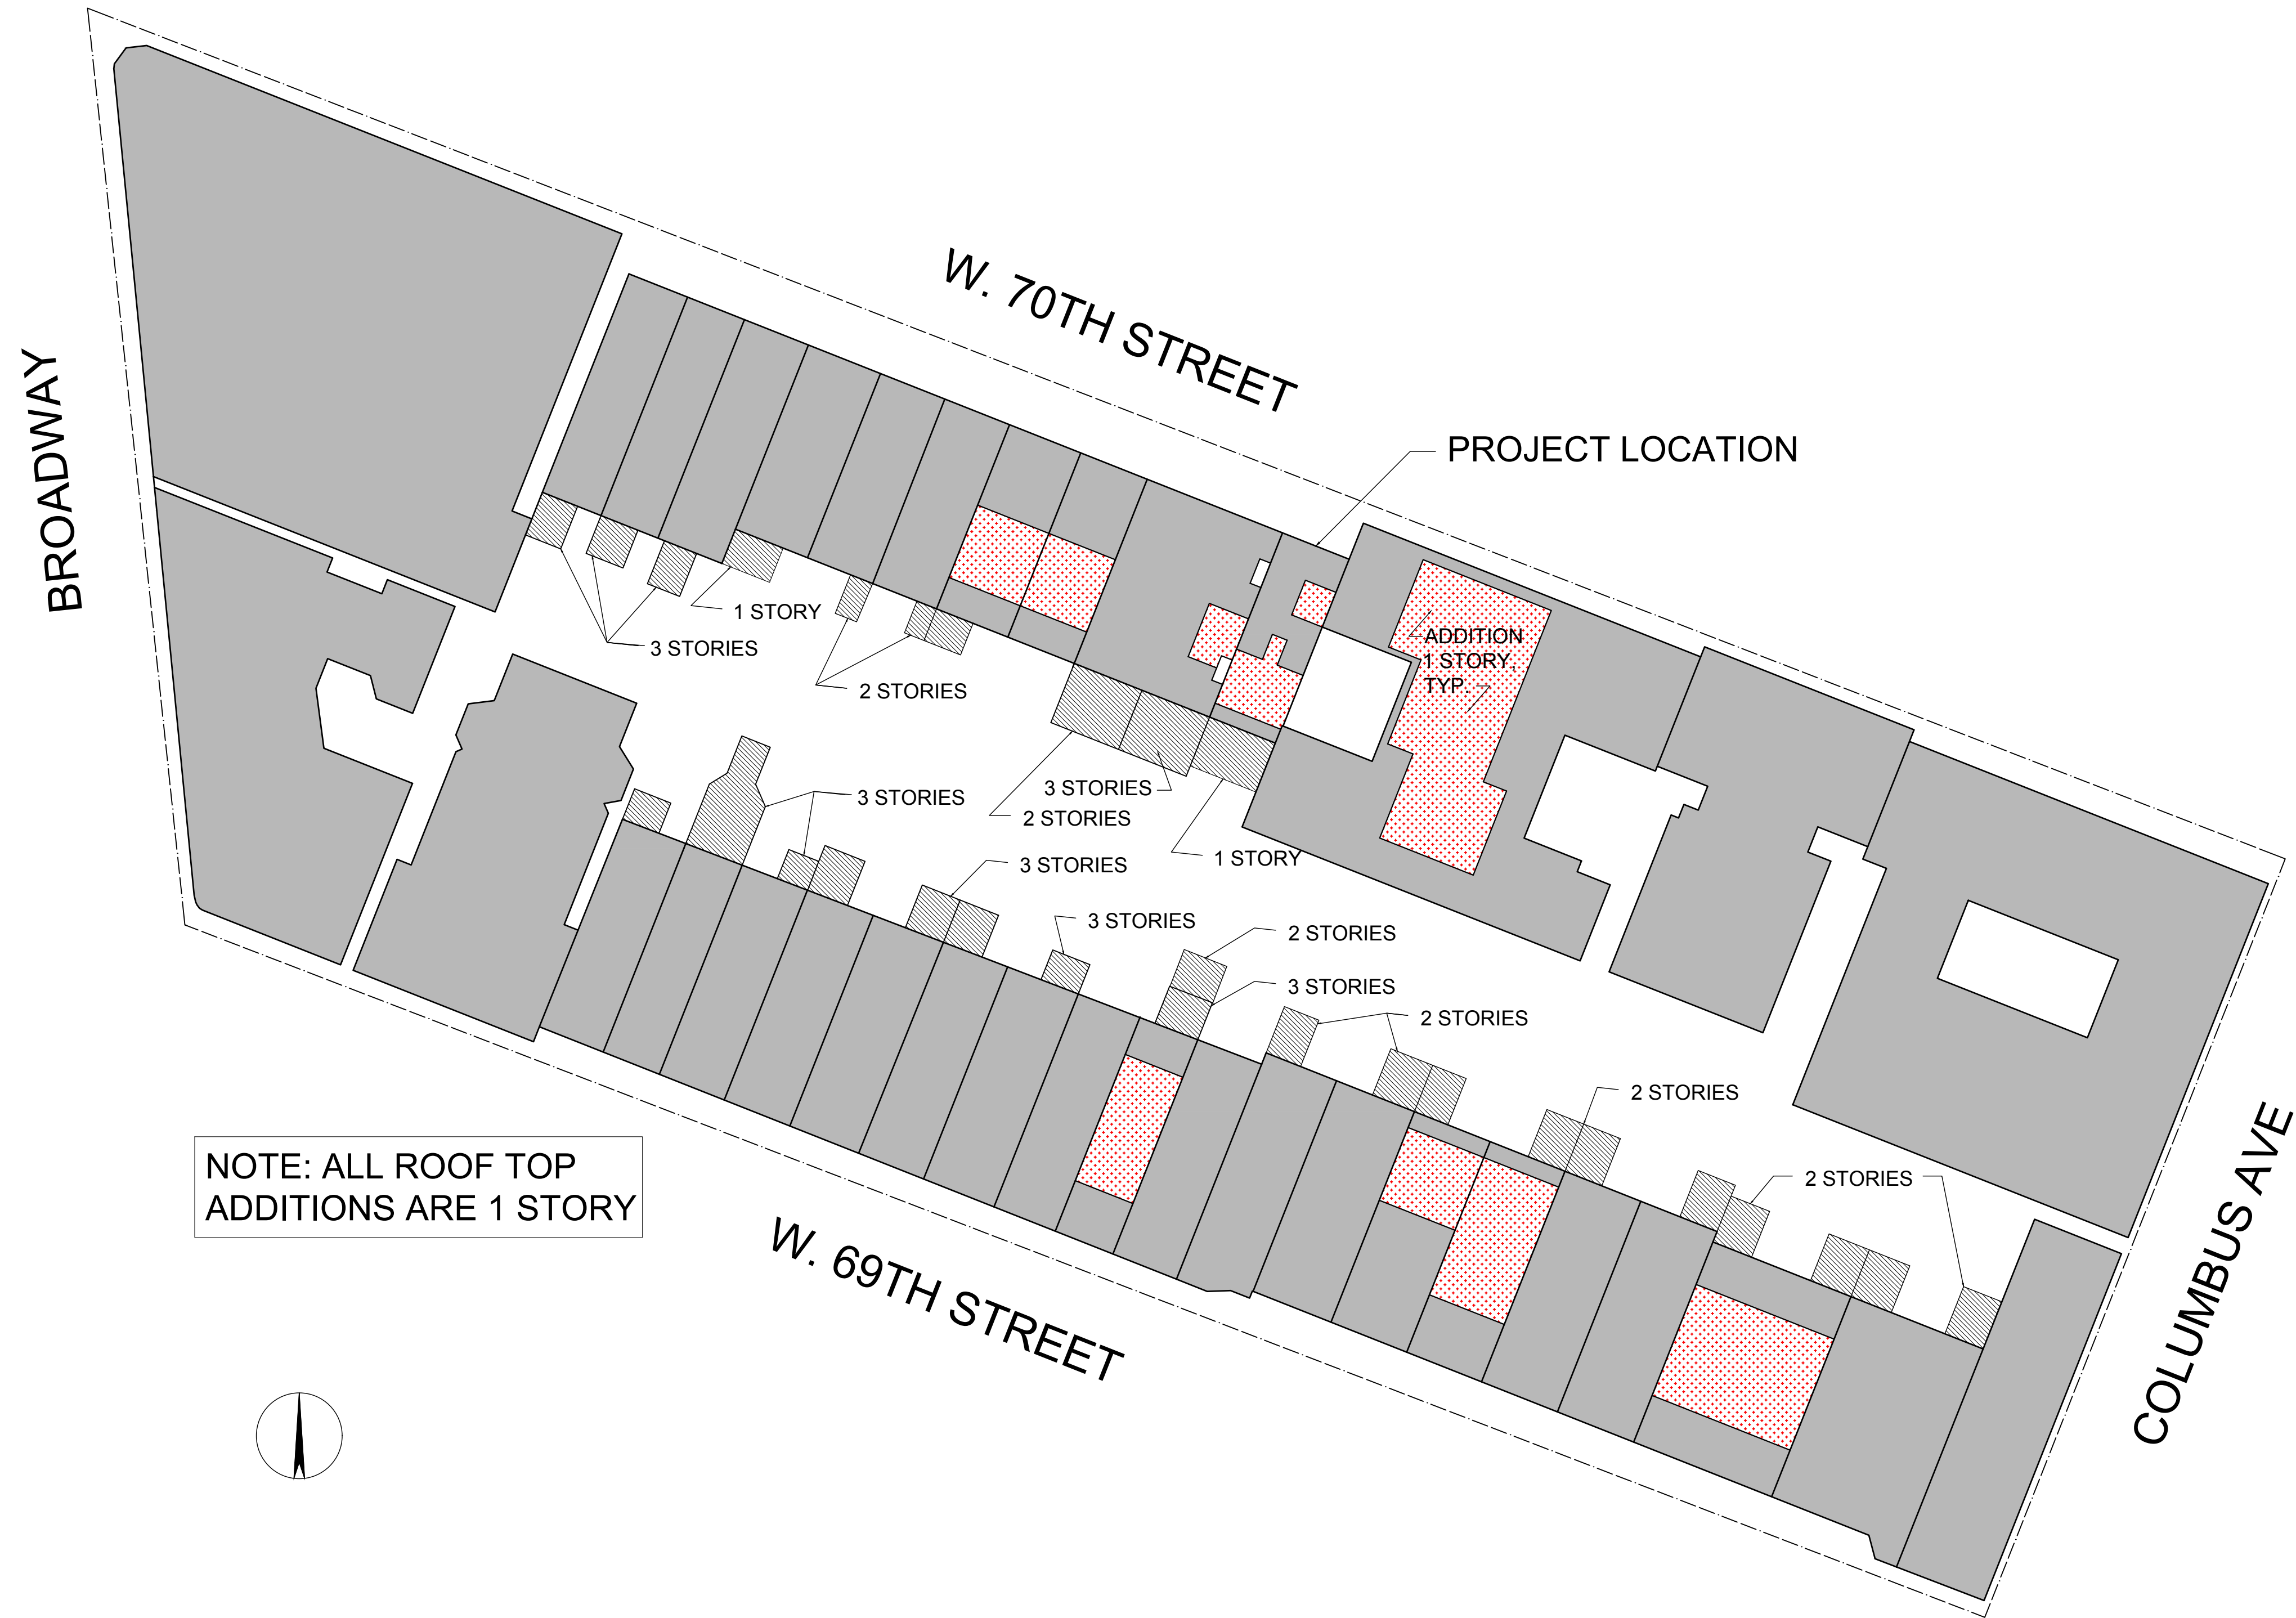 W. 70TH STREET
BROADWAY
PROJECT LOCATION
1 STORY
3 STORIES
ADDITION
1 STORY,
TYP.
2 STORIES
3 STORIES
3 STORIES
2 STORIES
1 STORY
3 STORIES
3 STORIES
2 STORIES
3 STORIES
2 STORIES
2 STORIES
2 STORIES
COLUMBUS AVE
NOTE: ALL ROOF TOP
ADDITIONS ARE 1 STORY
W. 69TH STREET